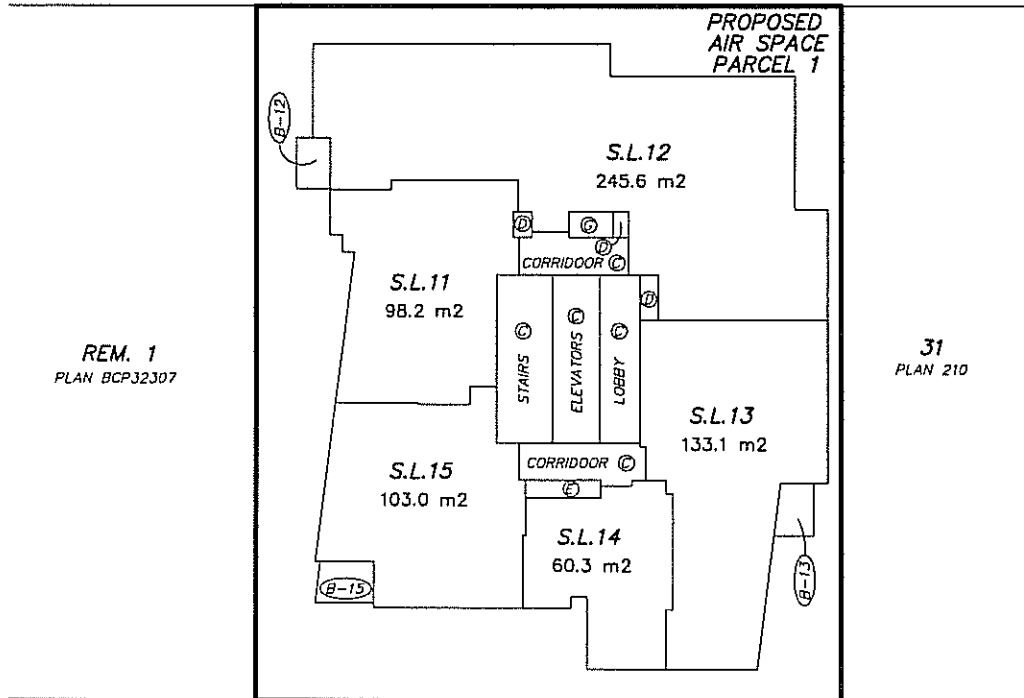 PROPOSED
AIR SPACE
PARCEL 1
B-12
S.L.12
245.6 m2
D
G
D
CORRIDOOR C
S.L.11
98.2 m2
D
STAIRS C
ELEVATORS C
LOBBY C
REM. 1
PLAN BCP32307
31
PLAN 210
S.L.13
133.1 m2
CORRIDOOR C
S.L.15
103.0 m2
E
S.L.14
60.3 m2
B-15
B-13